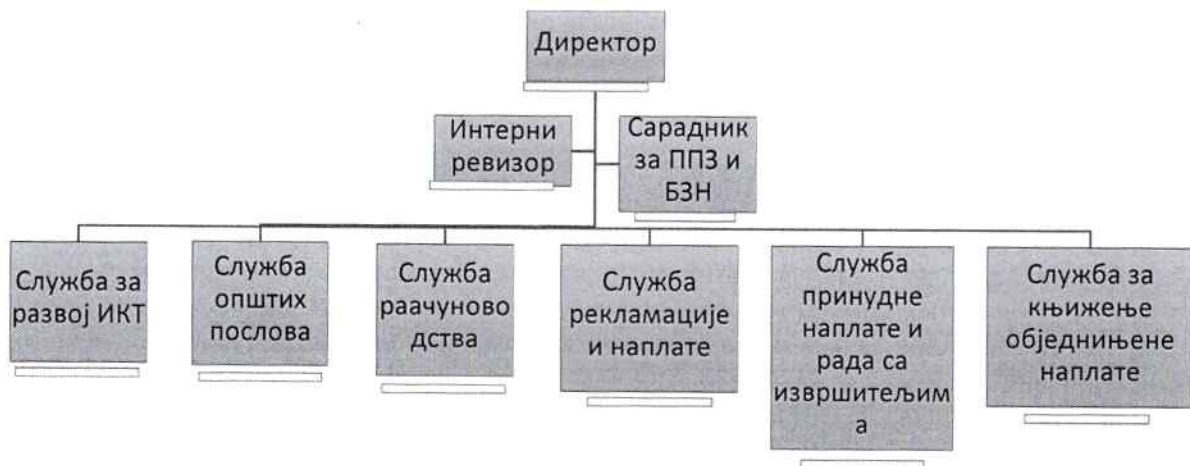 Директор
Интерни
ревизор
Сарадник
за ППЗ и
БЗН
Служба за
развој ИКТ
Служба
општих
послова
Служба
раачуново
дства
Служба
рекламације
и наплате
Служба
принудне
наплате и
рада са
извршитељим
а
Служба за
књижење
обједнињене
наплате